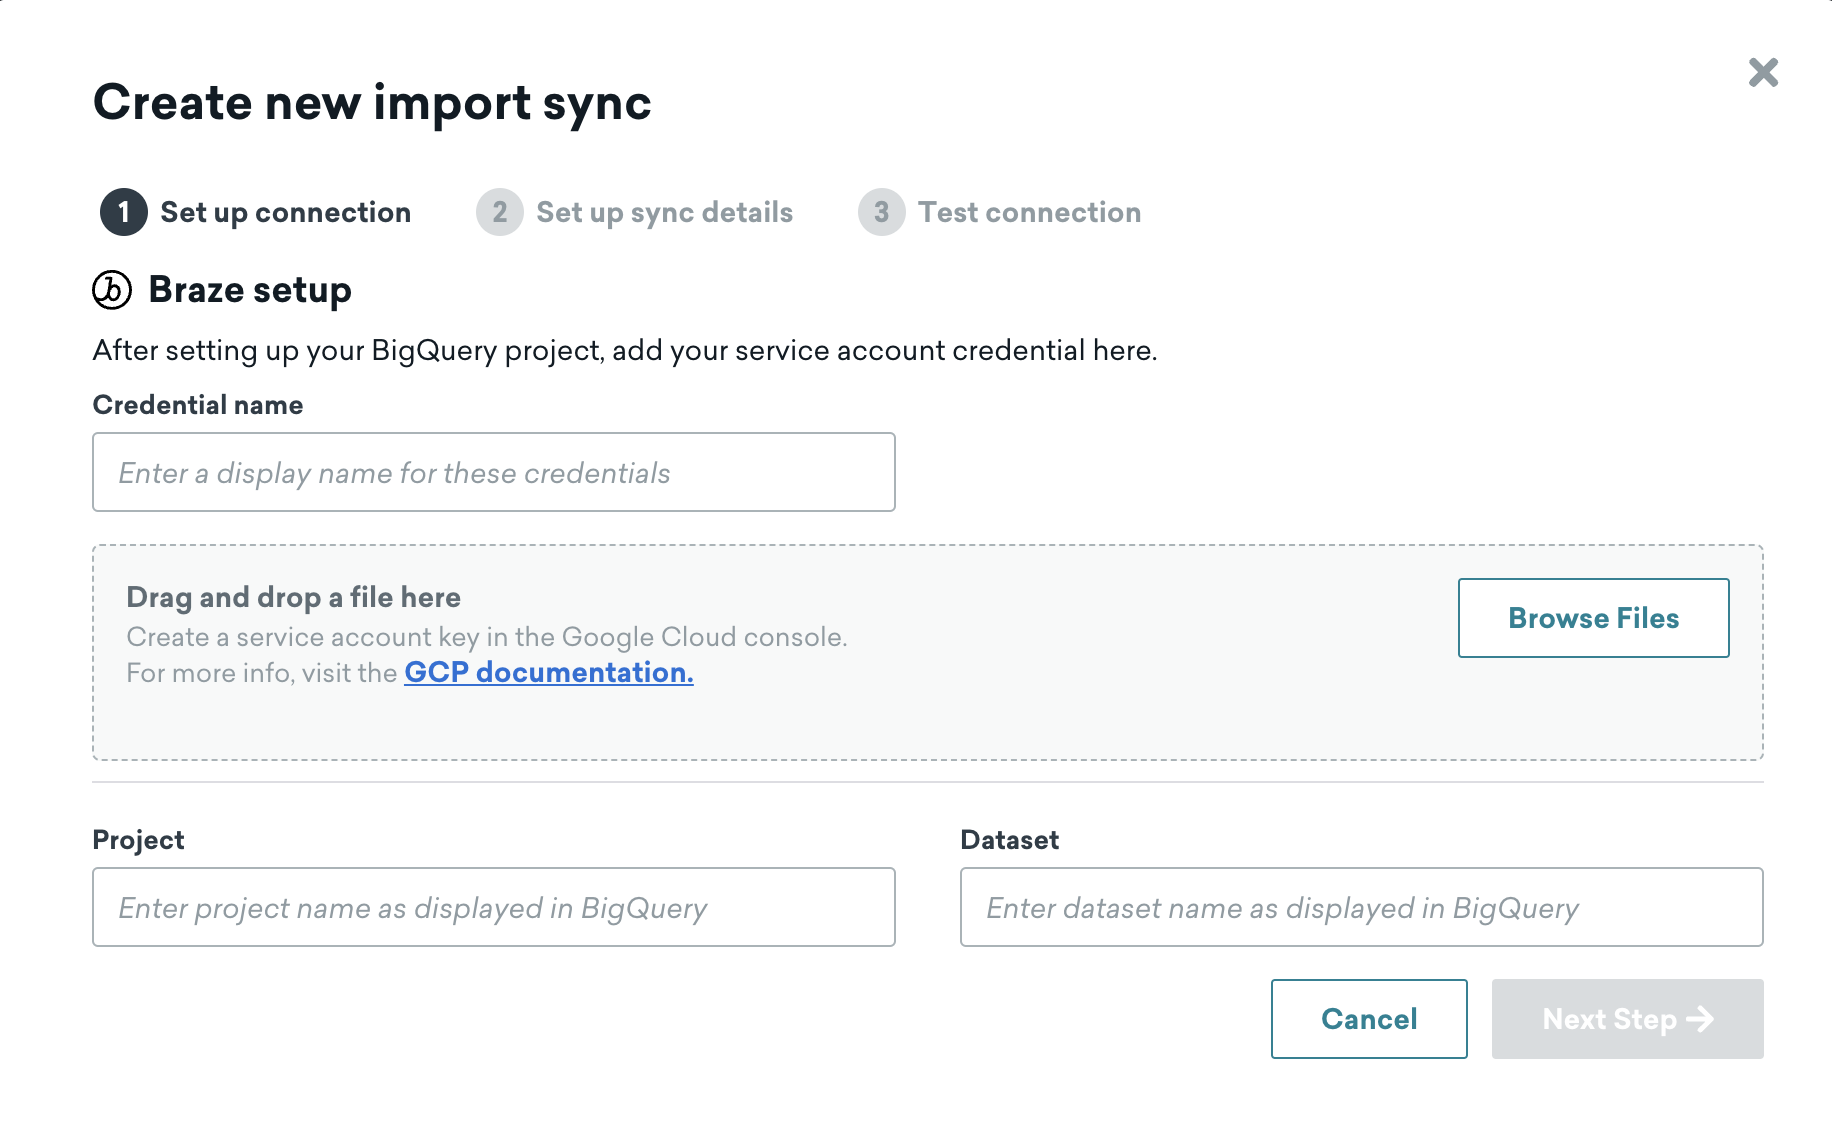 Create new import sync
1 Set up connection 2 Set up sync details 3 Test connection
Braze setup
After setting up your BigQuery project, add your service account credential here.
Credential name
Enter a display name for these credentials
Drag and drop a file here
Create a service account key in the Google Cloud console.
For more info, visit the GCP documentation.
Browse Files
Project
Enter project name as displayed in BigQuery
Dataset
Enter dataset name as displayed in BigQuery
Cancel
Next Step →